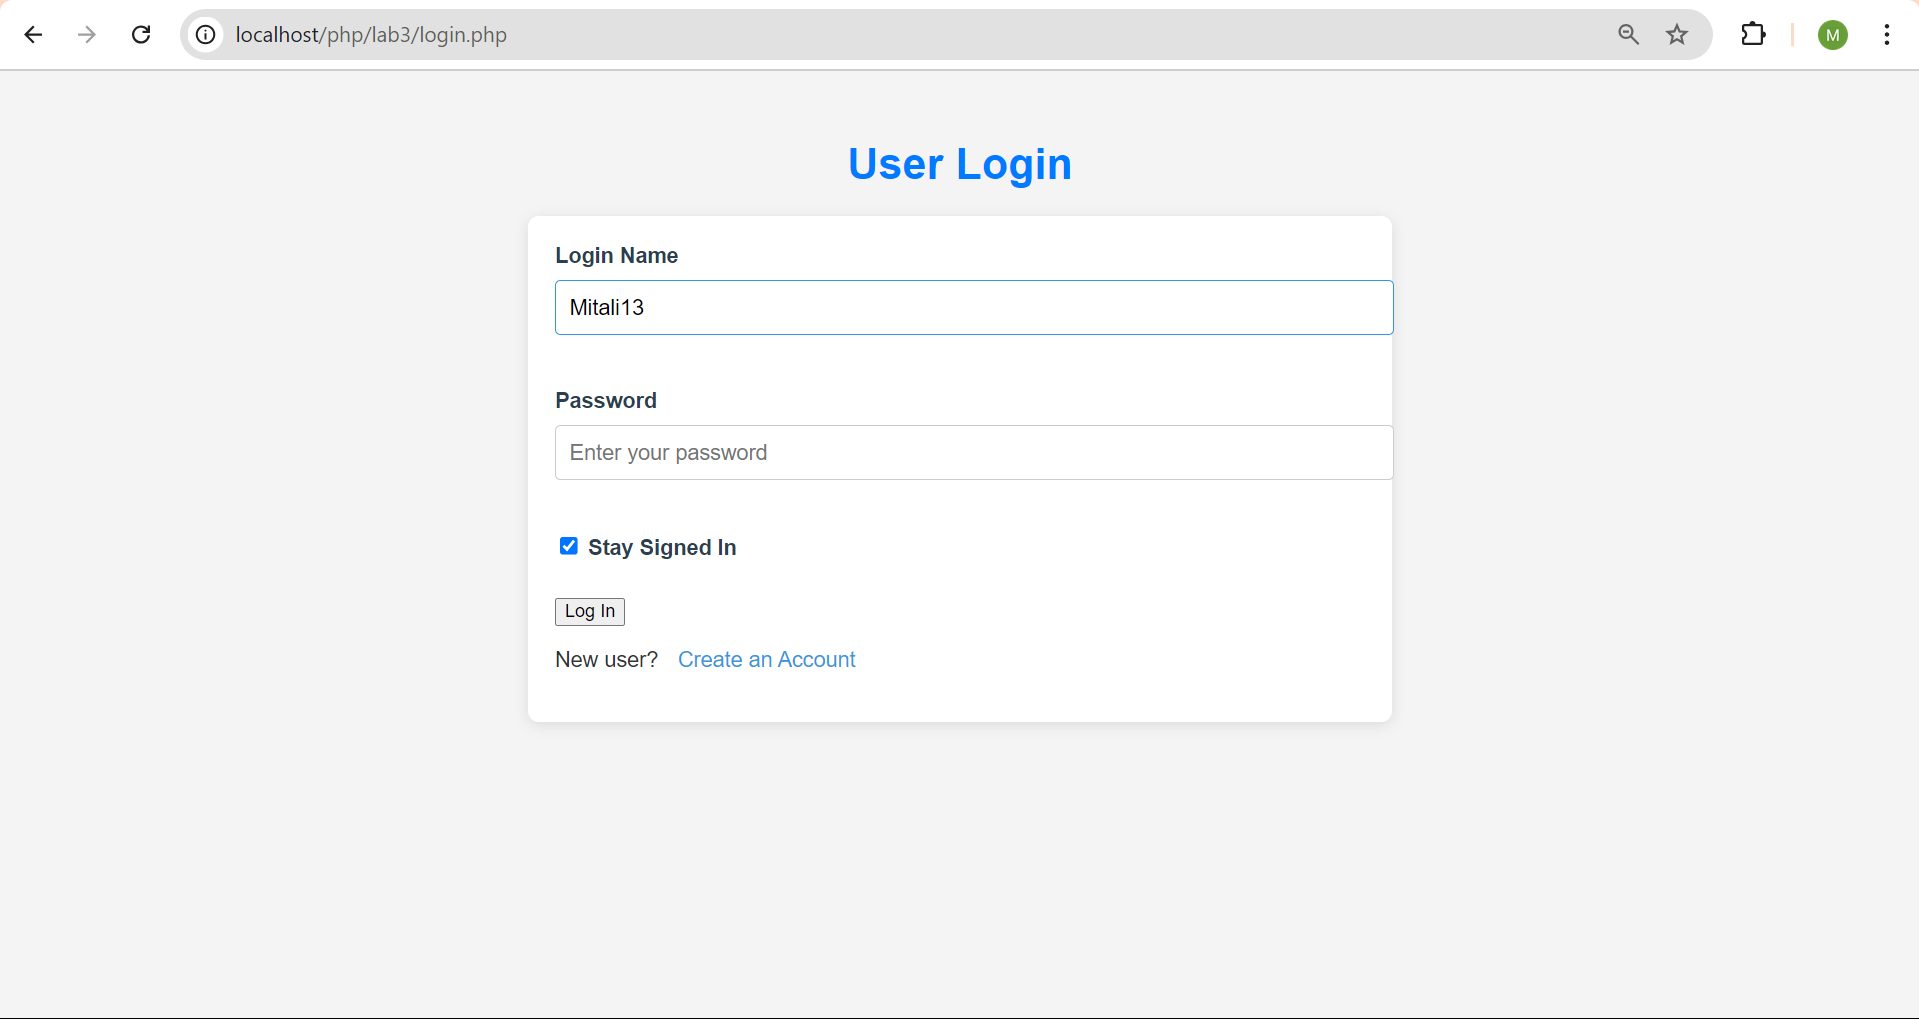 localhost/php/lab3/login.php
M
User Login
Login Name
Mitali13
Password
Enter your password
Stay Signed In
Log In
New user? Create an Account